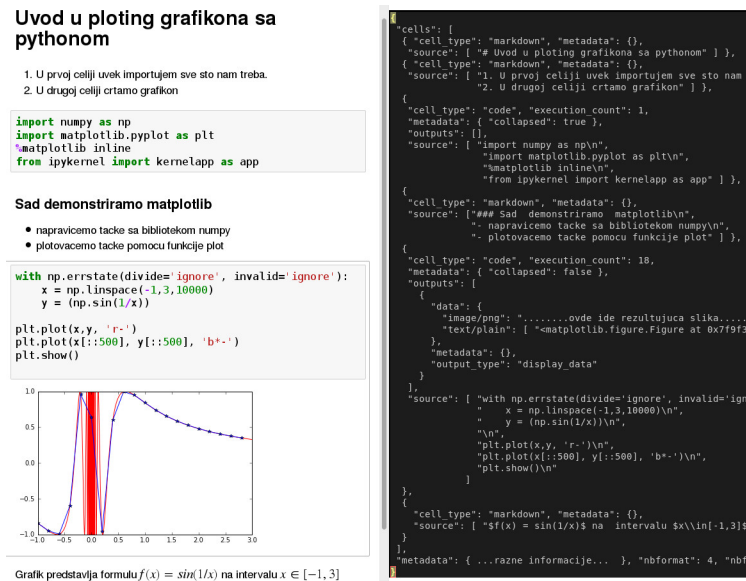 Uvod u ploting grafikona sa
pythonom
1. U prvoj celiji uvek importujem sve sto nam treba.
2. U drugoj celiji crtamo grafikon
import numpy as np
import matplotlib.pyplot as plt
%matplotlib inline
from ipykernel import kernelapp as app
Sad demonstriramo matplotlib
• napravicemo tacke sa bibliotekom numpy
• plotovacemo tacke pomocu funkcije plot
with np.errstate(divide='ignore', invalid='ignore'):
    x = np.linspace(-1,3,10000)
    y = (np.sin(1/x))
plt.plot(x,y, 'r-')
plt.plot(x[::500], y[::500], 'b*-')
plt.show()
1.0
0.5
0.0
−0.5
−1.0
−1.0 −0.5 0.0 0.5 1.0 1.5 2.0 2.5 3.0
Grafik predstavlja formulu f(x) = sin(1/x) na intervalu x ∈ [−1, 3]
{
"cells": [
{ "cell_type": "markdown", "metadata": {},
"source": [ "# Uvod u ploting grafikona sa pythonom" ] },
{ "cell_type": "markdown", "metadata": {},
"source": [ "1. U prvoj celiji uvek importujem sve sto nam
"2. U drugoj celiji crtamo grafikon" ] },
{
"cell_type": "code", "execution_count": 1,
"metadata": { "collapsed": true },
"outputs": [],
"source": [ "import numpy as np\n",
"import matplotlib.pyplot as plt\n",
"%matplotlib inline\n",
"from ipykernel import kernelapp as app" ] },
{
"cell_type": "markdown", "metadata": {},
"source": ["### Sad  demonstriramo  matplotlib\n",
"- napravicemo tacke sa bibliotekom numpy\n",
"- plotovacemo tacke pomocu funkcije plot" ] },
{
"cell_type": "code", "execution_count": 18,
"metadata": { "collapsed": false },
"outputs": [
{
"data": {
"image/png": "........ovde ide rezultujuca slika.....
"text/plain": [ "<matplotlib.figure.Figure at 0x7f9f3
},
"metadata": {},
"output_type": "display_data"
}
],
"source": [ "with np.errstate(divide='ignore', invalid='ign
"    x = np.linspace(-1,3,10000)\n",
"    y = (np.sin(1/x))\n",
"\n",
"plt.plot(x,y, 'r-')\n",
"plt.plot(x[::500], y[::500], 'b*-')\n",
"plt.show()\n"
]
},
{
"cell_type": "markdown", "metadata": {},
"source": [ "$f(x) = sin(1/x)$ na  intervalu $x\\in[-1,3]$
}
],
"metadata": { ...razne informacije...  }, "nbformat": 4, "nbf
}